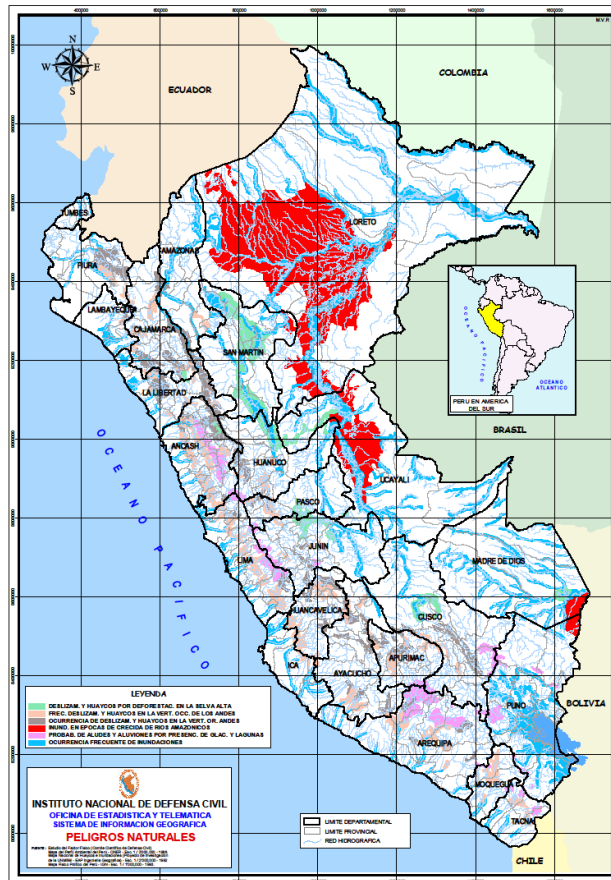 M.V.R
N
W E
S
ECUADOR
COLOMBIA
TUMBES
PIURA
LORETO
AMAZONA
LAMBAYEQUE
CAJAMARCA
SAN MARTIN
LA LIBERTAD
ANCASH
HUANUCO
UCAYALI
PASCO
BRASIL
OCEANO PACIFICO
OCEANO
ATLANTICO
PERU EN AMERICA
DEL SUR
OCEANO PACIFICO
JUNIN
LIMA
MADRE DE DIOS
HUANCAVELICA
CUSCO
ICA
AYACUCHO
APURIMAC
PUNO
BOLIVIA
AREQUIPA
MOQUEGUA
TACNA
CHILE
LEYENDA
DESLIZAM. Y HUAYCOS POR DEFORESTAC. EN LA SELVA ALTA
FREC. DESLIZAM. Y HUAYCOS EN LA VERT. OCC. DE LOS ANDES
OCURRENCIA DE DESLIZAM. Y HUAYCOS EN LA VERT. OR. ANDES
INUND. EN EPOCAS DE CRECIDA DE RIOS AMAZONICOS
PROBAB. DE ALUDES Y ALUVIONES POR PRESENC. DE GLAC. Y LAGUNAS
OCURRENCIA FRECUENTE DE INUNDACIONES
INSTITUTO NACIONAL DE DEFENSA CIVIL
OFICINA DE ESTADISTICA Y TELEMATICA
SISTEMA DE INFORMACION GEOGRAFICA
PELIGROS NATURALES
LIMITE DEPARTAMENTAL
LIMITE PROVINCIAL
RED HIDROGRAFICA